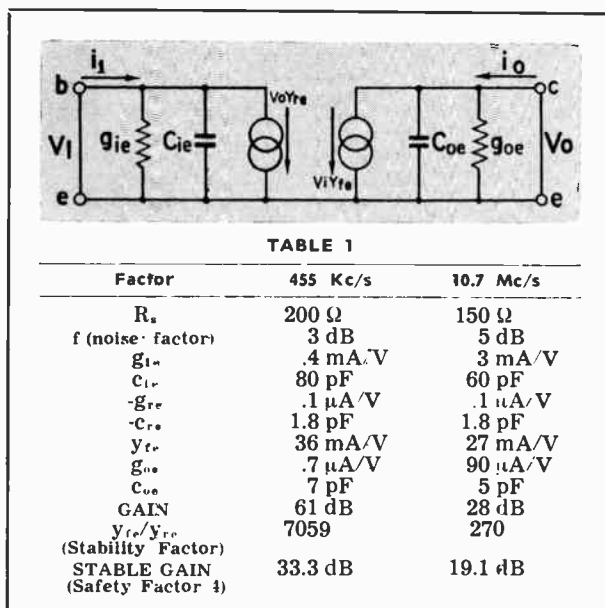 i₁
i₀
b
VoYre
c
V₁
gie
Cie
ViYfe
Coe
goe
Vo
e
e
TABLE 1
Factor 455 Kc/s 10.7 Mc/s
Rs 200 Ω 150 Ω
f (noise factor) 3 dB 5 dB
gie .4 mA/V 3 mA/V
cie 80 pF 60 pF
-gre .1 μA/V .1 μA/V
-cre 1.8 pF 1.8 pF
yfe 36 mA/V 27 mA/V
goe .7 μA/V 90 μA/V
coe 7 pF 5 pF
GAIN 61 dB 28 dB
yfe/yre 7059 270
(Stability Factor)
STABLE GAIN 33.3 dB 19.1 dB
(Safety Factor 4)